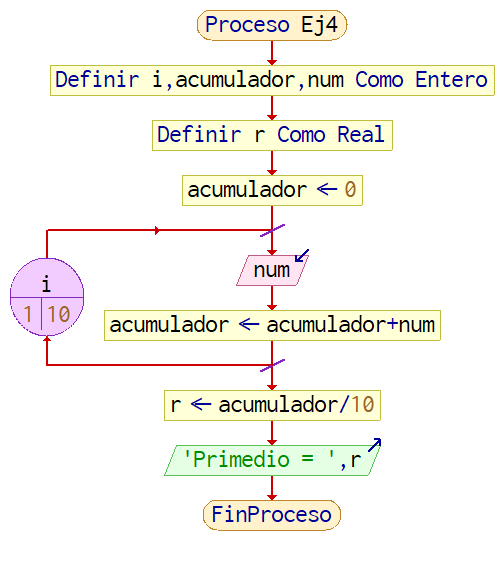 Proceso Ej4
Definir i,acumulador,num Como Entero
Definir r Como Real
acumulador ← 0
num
i
1 10
acumulador ← acumulador+num
r ← acumulador/10
'Primedio = ',r
FinProceso